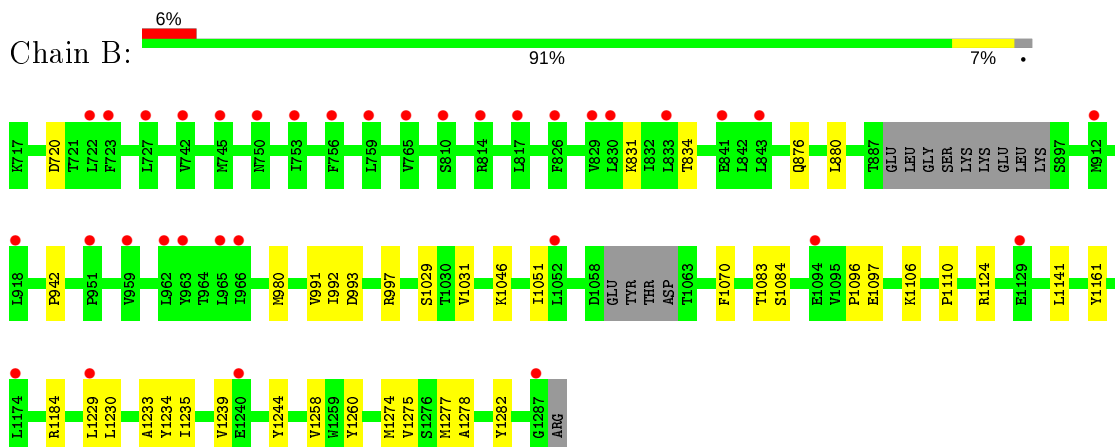 6%
Chain B:
91% 7% •
K717 D720 T721 L722 F723 L727 V742 M745 N750 I753 F756 L759 V765 S810 R814 L817 F826 V829 L830 K831 I832 L833 T834 E841 L842 L843 Q876 L880 T887 GLU LEU GLY SER LYS LYS GLU LEU LYS S897 M912
L918 P942 P951 Y959 L962 Y963 T964 L965 I966 M980 V991 I992 D993 R997 S1029 T1030 V1031 K1046 I1051 L1052 D1058 GLU TYR THR ASP T1063 F1070 T1083 S1084 E1094 V1095 P1096 E1097 K1106 P1110 R1124 E1129 L1141 Y1161
L1174 R1184 L1229 L1230 A1233 Y1234 I1235 V1239 E1240 Y1244 V1258 W1259 Y1260 M1274 V1275 S1276 M1277 A1278 Y1282 G1287 ARG